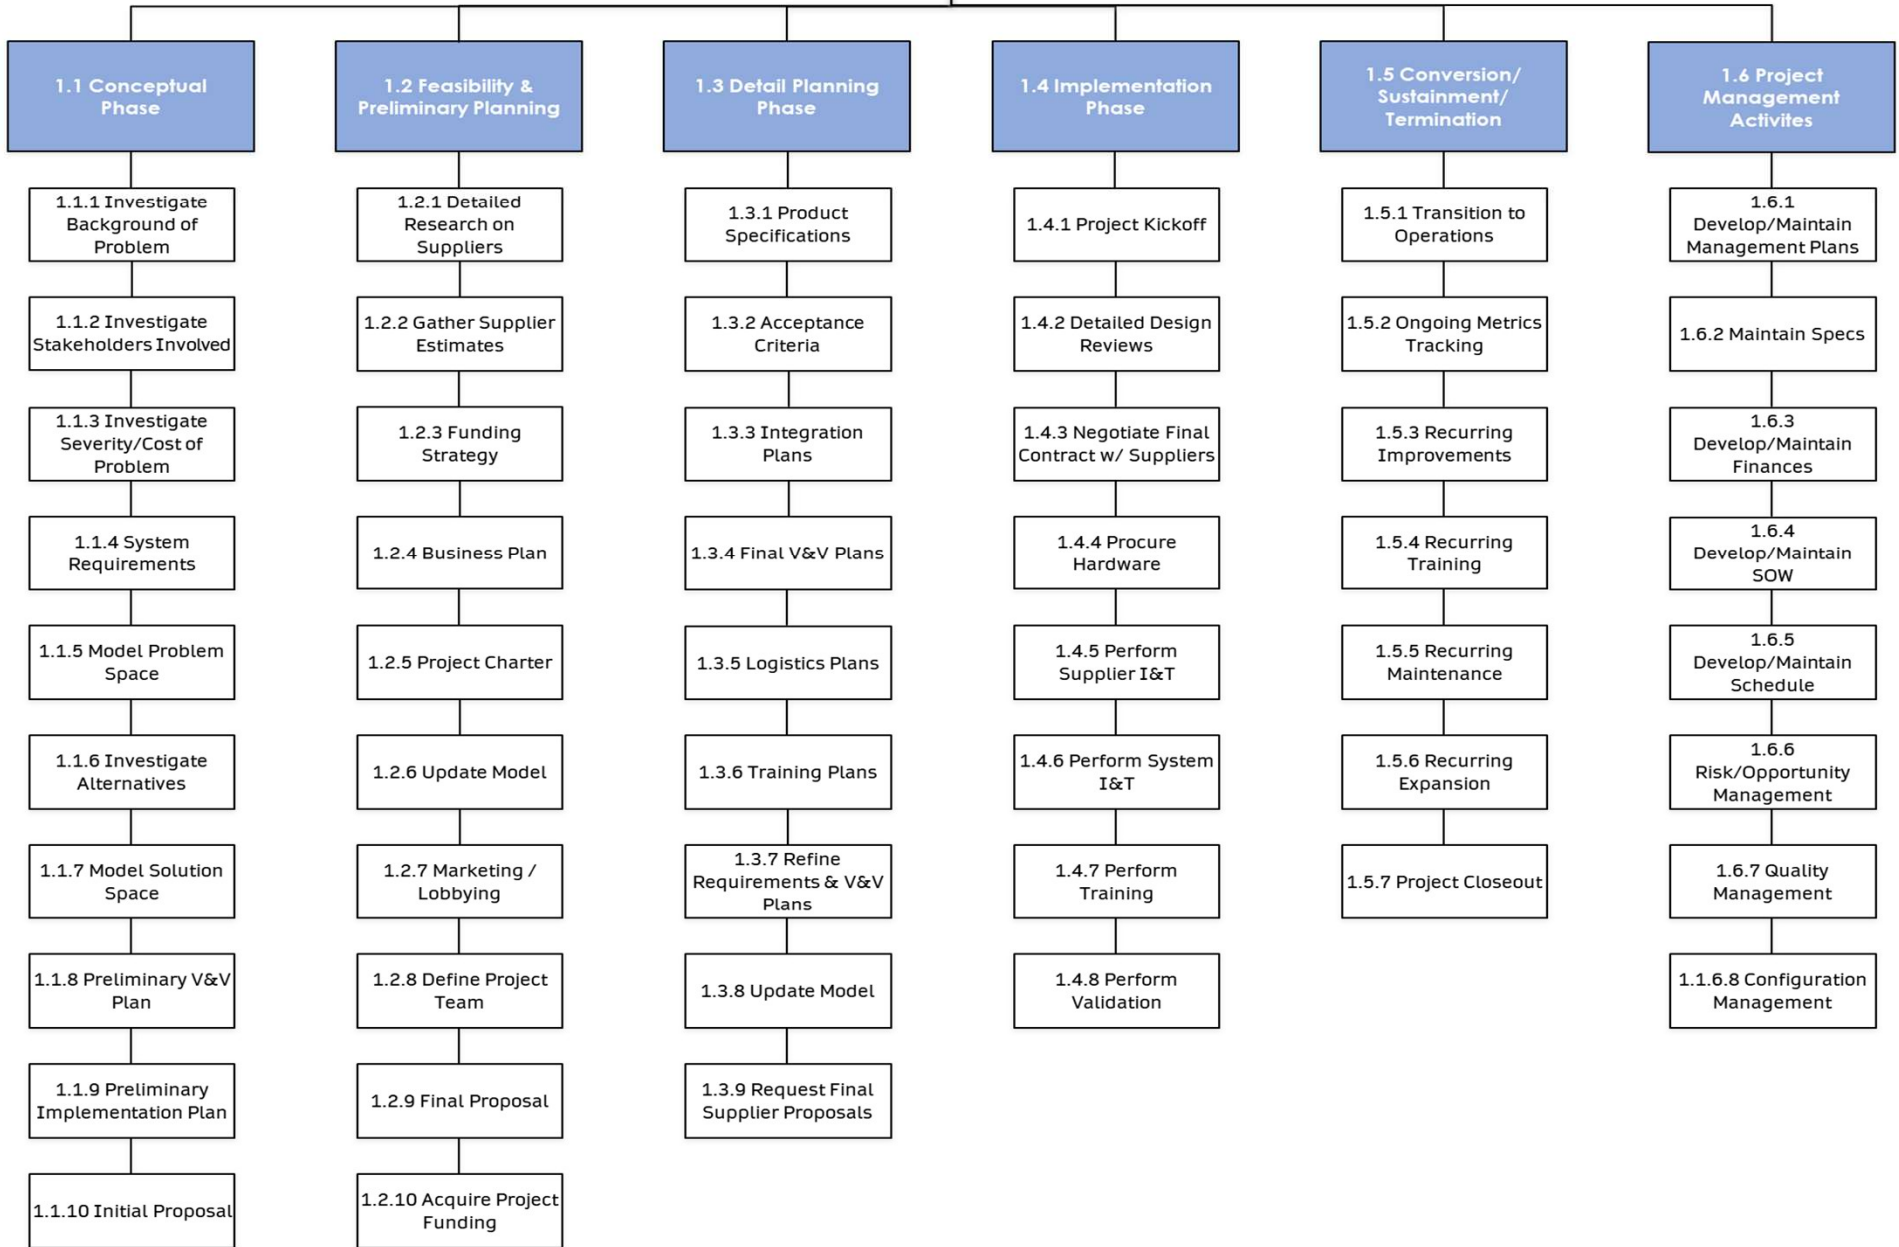 1.1 Conceptual
Phase
1.1.1 Investigate
Background of
Problem
1.1.2 Investigate
Stakeholders Involved
1.1.3 Investigate
Severity/Cost of
Problem
1.1.4 System
Requirements
1.1.5 Model Problem
Space
1.1.6 Investigate
Alternatives
1.1.7 Model Solution
Space
1.1.8 Preliminary V&V
Plan
1.1.9 Preliminary
Implementation Plan
1.1.10 Initial Proposal
1.2 Feasibility &
Preliminary Planning
1.2.1 Detailed
Research on
Suppliers
1.2.2 Gather Supplier
Estimates
1.2.3 Funding
Strategy
1.2.4 Business Plan
1.2.5 Project Charter
1.2.6 Update Model
1.2.7 Marketing /
Lobbying
1.2.8 Define Project
Team
1.2.9 Final Proposal
1.2.10 Acquire Project
Funding
1.3 Detail Planning
Phase
1.3.1 Product
Specifications
1.3.2 Acceptance
Criteria
1.3.3 Integration
Plans
1.3.4 Final V&V Plans
1.3.5 Logistics Plans
1.3.6 Training Plans
1.3.7 Refine
Requirements & V&V
Plans
1.3.8 Update Model
1.3.9 Request Final
Supplier Proposals
1.4 Implementation
Phase
1.4.1 Project Kickoff
1.4.2 Detailed Design
Reviews
1.4.3 Negotiate Final
Contract w/ Suppliers
1.4.4 Procure
Hardware
1.4.5 Perform
Supplier I&T
1.4.6 Perform System
I&T
1.4.7 Perform
Training
1.4.8 Perform
Validation
1.5 Conversion/
Sustainment/
Termination
1.5.1 Transition to
Operations
1.5.2 Ongoing Metrics
Tracking
1.5.3 Recurring
Improvements
1.5.4 Recurring
Training
1.5.5 Recurring
Maintenance
1.5.6 Recurring
Expansion
1.5.7 Project Closeout
1.6 Project
Management
Activites
1.6.1
Develop/Maintain
Management Plans
1.6.2 Maintain Specs
1.6.3
Develop/Maintain
Finances
1.6.4
Develop/Maintain
SOW
1.6.5
Develop/Maintain
Schedule
1.6.6
Risk/Opportunity
Management
1.6.7 Quality
Management
1.1.6.8 Configuration
Management